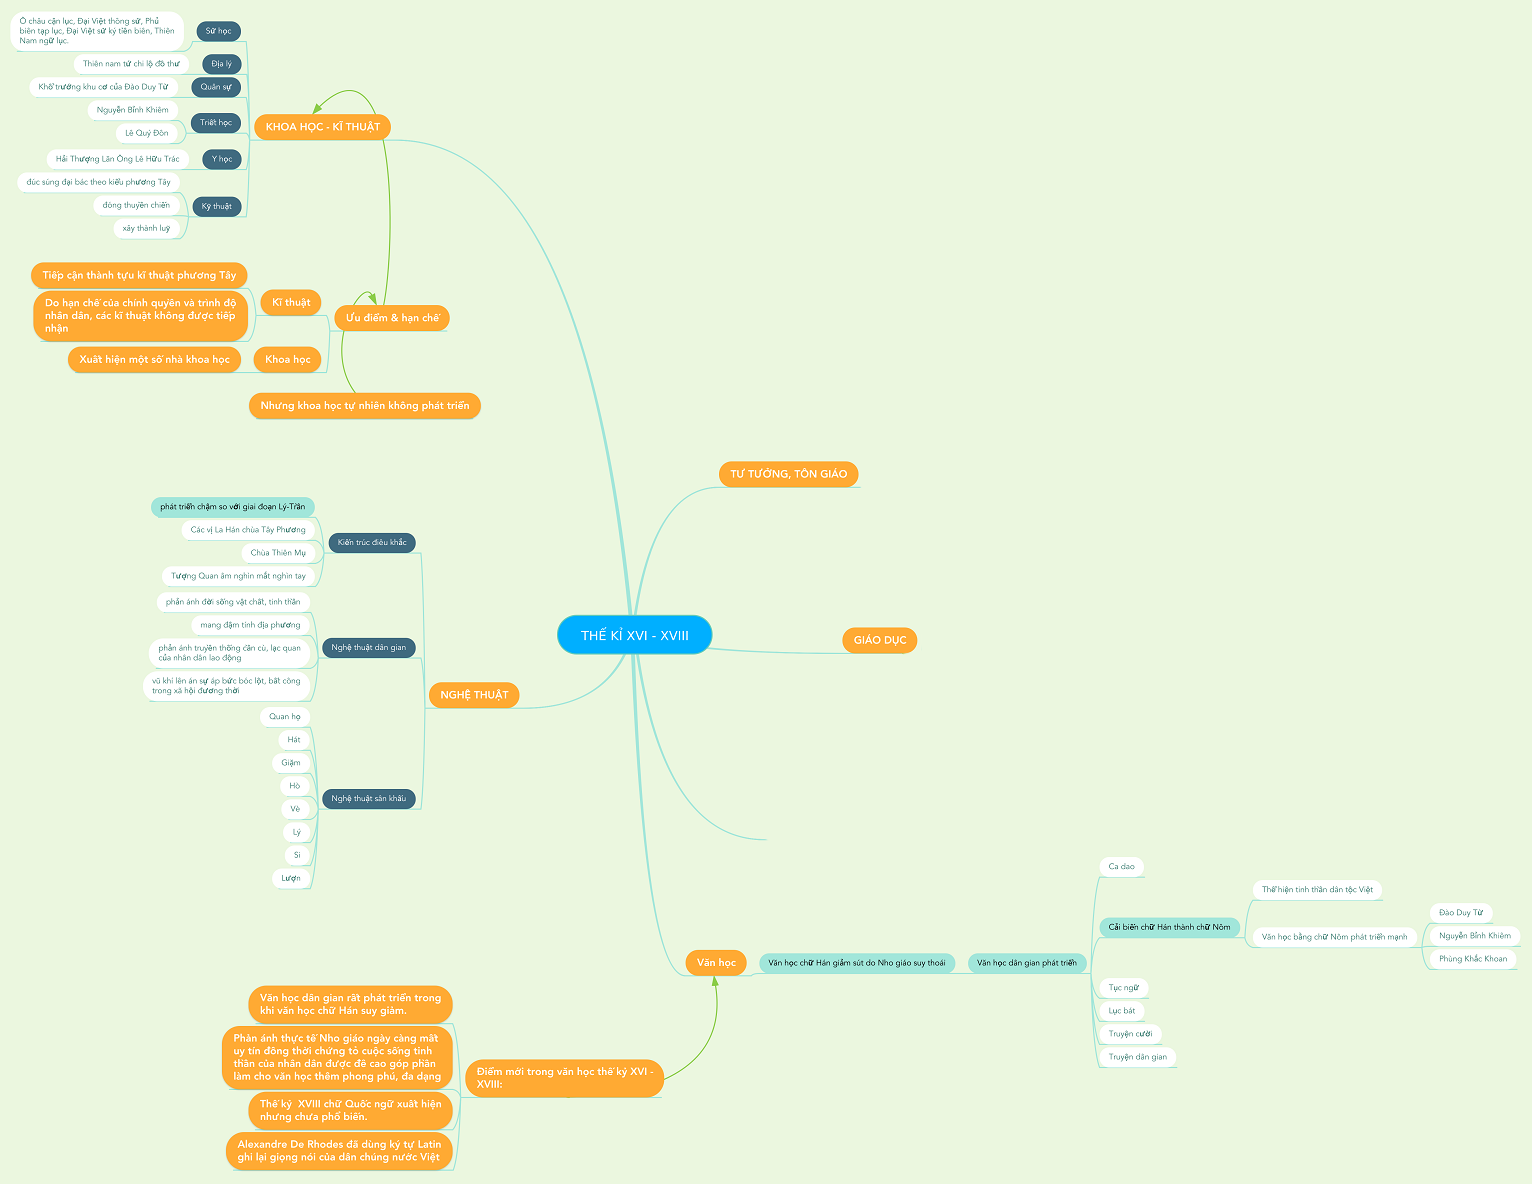 Ô châu cận lục, Đại Việt thông sử, Phủ
biên tạp lục, Đại Việt sử ký tiền biên, Thiên
Nam ngữ lục.
Sử học
Thiên nam tứ chi lộ đồ thư
Địa lý
Khổ trướng khu cơ của Đào Duy Từ
Quân sự
Nguyễn Bỉnh Khiêm
Lê Quý Đôn
Triết học
Hải Thượng Lãn Ông Lê Hữu Trác
Y học
đúc súng đại bác theo kiểu phương Tây
đóng thuyền chiến
xây thành luỹ
Kỹ thuật
KHOA HỌC - KĨ THUẬT
Tiếp cận thành tựu kĩ thuật phương Tây
Do hạn chế của chính quyền và trình độ
nhân dân, các kĩ thuật không được tiếp
nhận
Kĩ thuật
Xuất hiện một số nhà khoa học
Khoa học
Ưu điểm & hạn chế
Nhưng khoa học tự nhiên không phát triển
TƯ TƯỞNG, TÔN GIÁO
phát triển chậm so với giai đoạn Lý-Trần
Các vị La Hán chùa Tây Phương
Chùa Thiên Mụ
Tượng Quan âm nghìn mắt nghìn tay
Kiến trúc điêu khắc
phản ánh đời sống vật chất, tinh thần
mang đậm tính địa phương
phản ánh truyền thống cần cù, lạc quan
của nhân dân lao động
vũ khí lên án sự áp bức bóc lột, bất công
trong xã hội đương thời
Nghệ thuật dân gian
Quan họ
Hát
Giặm
Hò
Vè
Lý
Si
Lượn
Nghệ thuật sân khấu
NGHỆ THUẬT
THẾ KỈ XVI - XVIII
GIÁO DỤC
Văn học
Văn học chữ Hán giảm sút do Nho giáo suy thoái
Văn học dân gian phát triển
Ca dao
Cải biến chữ Hán thành chữ Nôm
Thể hiện tinh thần dân tộc Việt
Văn học bằng chữ Nôm phát triển mạnh
Đào Duy Từ
Nguyễn Bỉnh Khiêm
Phùng Khắc Khoan
Tục ngữ
Lục bát
Truyện cười
Truyện dân gian
Văn học dân gian rất phát triển trong
khi văn học chữ Hán suy giảm.
Phản ánh thực tế Nho giáo ngày càng mất
uy tín đồng thời chứng tỏ cuộc sống tinh
thần của nhân dân được đề cao góp phần
làm cho văn học thêm phong phú, đa dạng
Thế kỷ  XVIII chữ Quốc ngữ xuất hiện
nhưng chưa phổ biến.
Alexandre De Rhodes đã dùng ký tự Latin
ghi lại giọng nói của dân chúng nước Việt
Điểm mới trong văn học thế kỷ XVI -
XVIII: